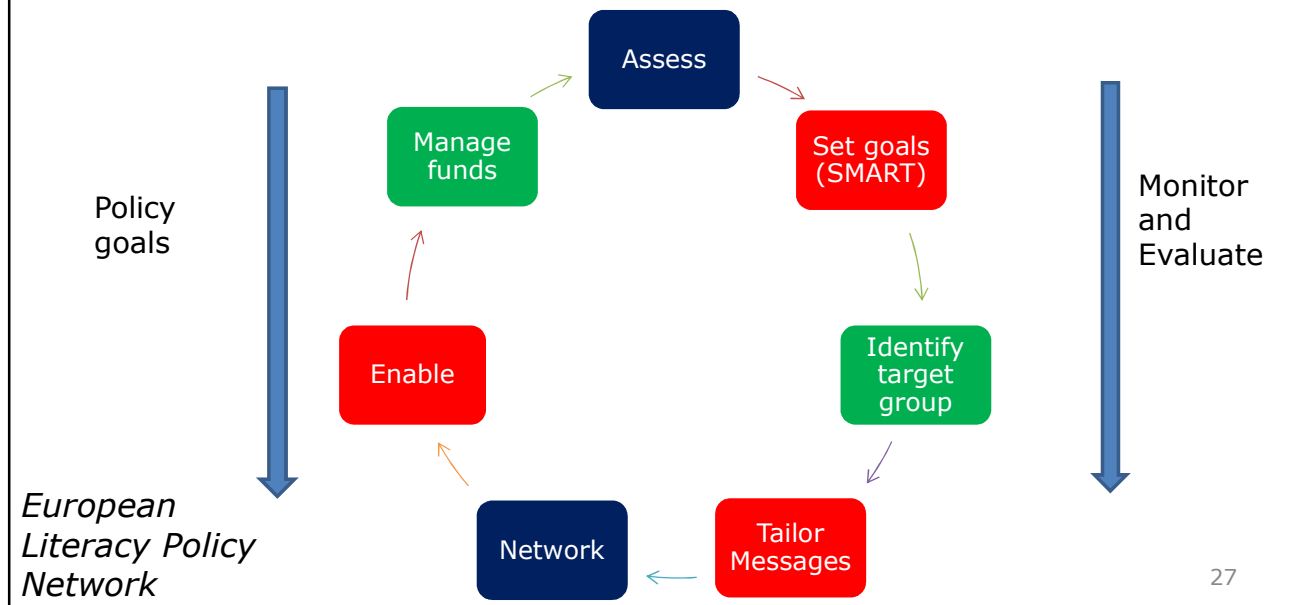 Assess
Manage
funds
Set goals
(SMART)
Policy
goals
Monitor
and
Evaluate
Enable
Identify
target
group
Network
Tailor
Messages
European
Literacy Policy
Network
27